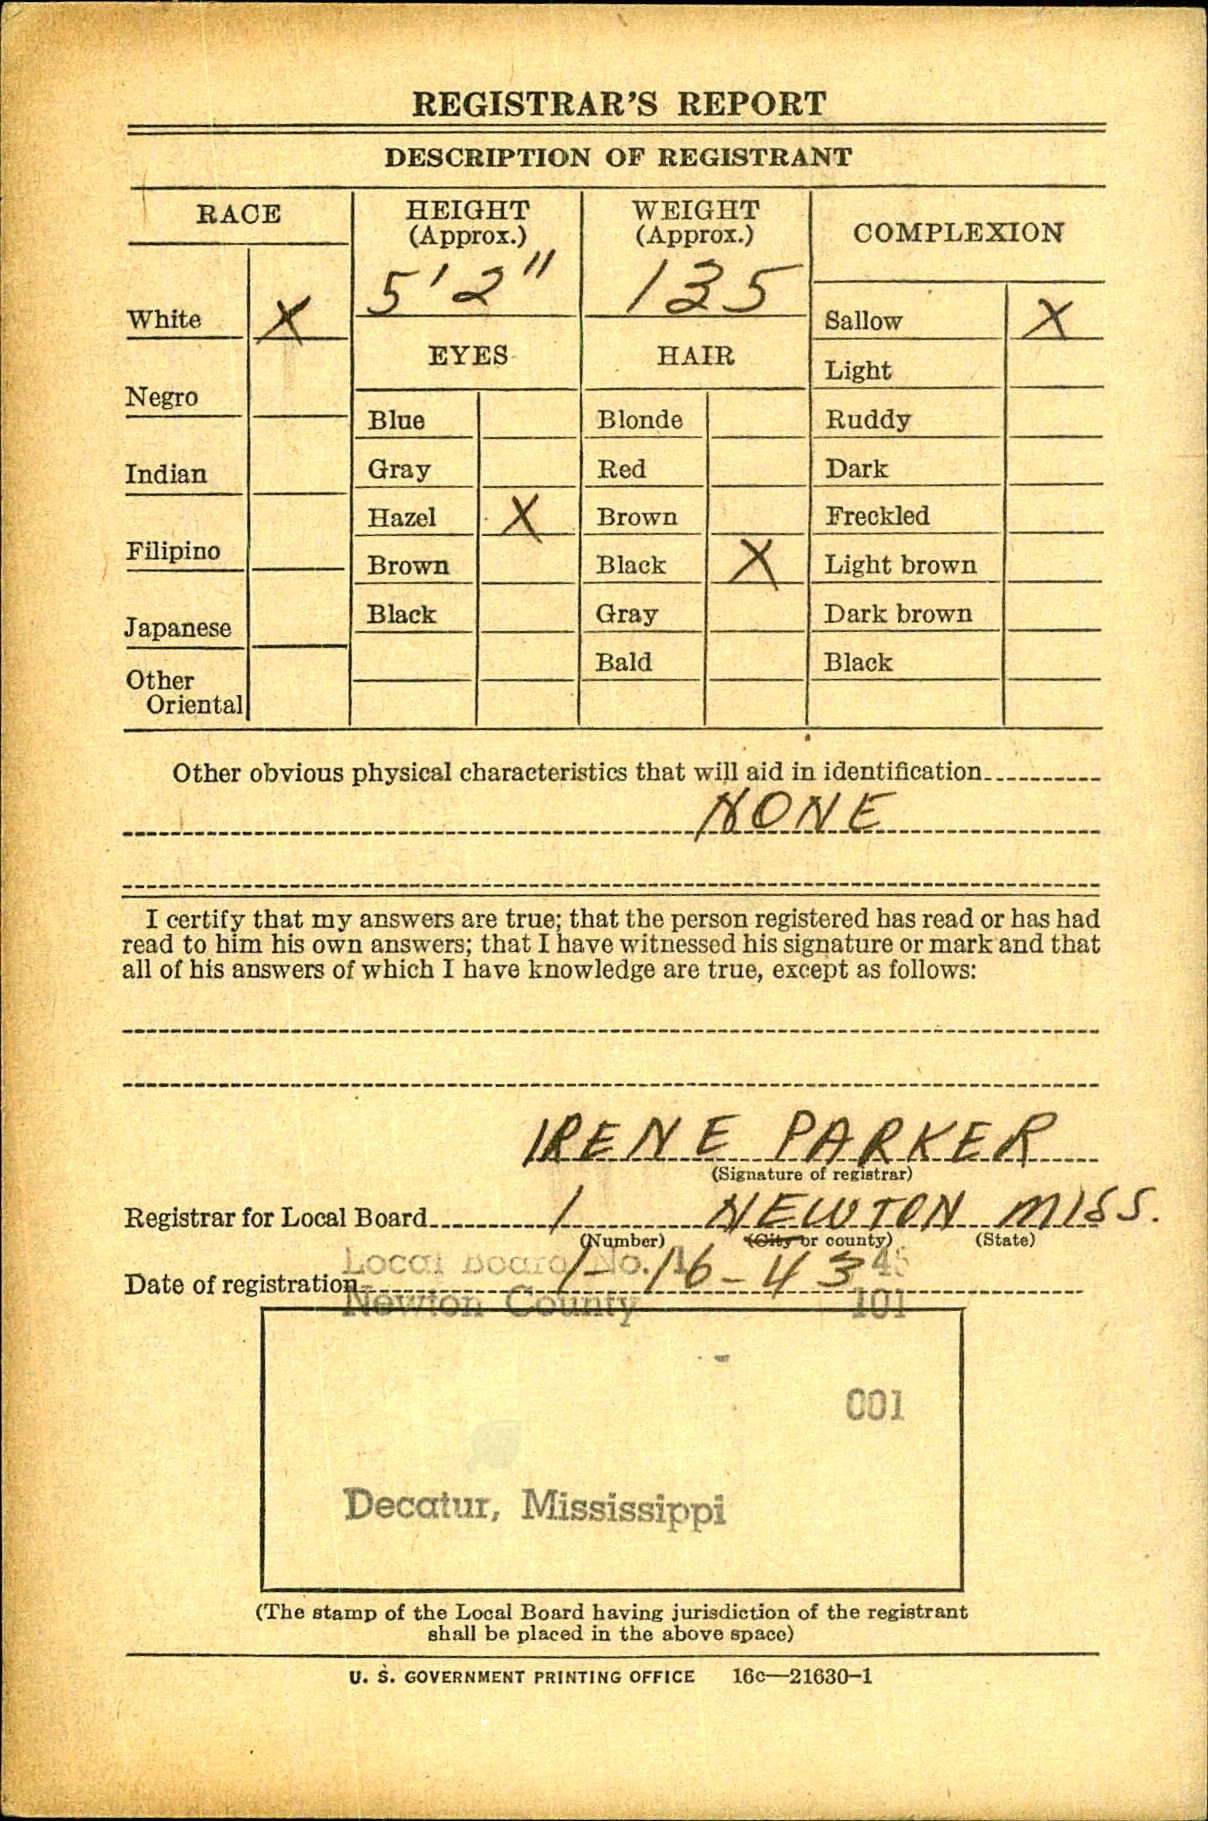 REGISTRAR'S REPORT
DESCRIPTION OF REGISTRANT
RACE
HEIGHT
(Approx.)
WEIGHT
(Approx.)
COMPLEXION
5' 2"
135
White X
Sallow X
EYES
HAIR
Light
Negro
Blue
Blonde
Ruddy
Indian
Gray
Red
Dark
Hazel X
Brown
Freckled
Filipino
Brown
Black X
Light brown
Japanese
Black
Gray
Dark brown
Other
Oriental
Bald
Black
Other obvious physical characteristics that will aid in identification
NONE
I certify that my answers are true; that the person registered has read or has had
read to him his own answers; that I have witnessed his signature or mark and that
all of his answers of which I have knowledge are true, except as follows:
IRENE PARKER
(Signature of registrar)
Registrar for Local Board 1 NEWTON MISS.
(Number) (City or county) (State)
Local Board No. 1 45
Date of registration 1-16-43
Newton County 101
001
Decatur, Mississippi
(The stamp of the Local Board having jurisdiction of the registrant
shall be placed in the above space)
U. S. GOVERNMENT PRINTING OFFICE 16c—21630-1